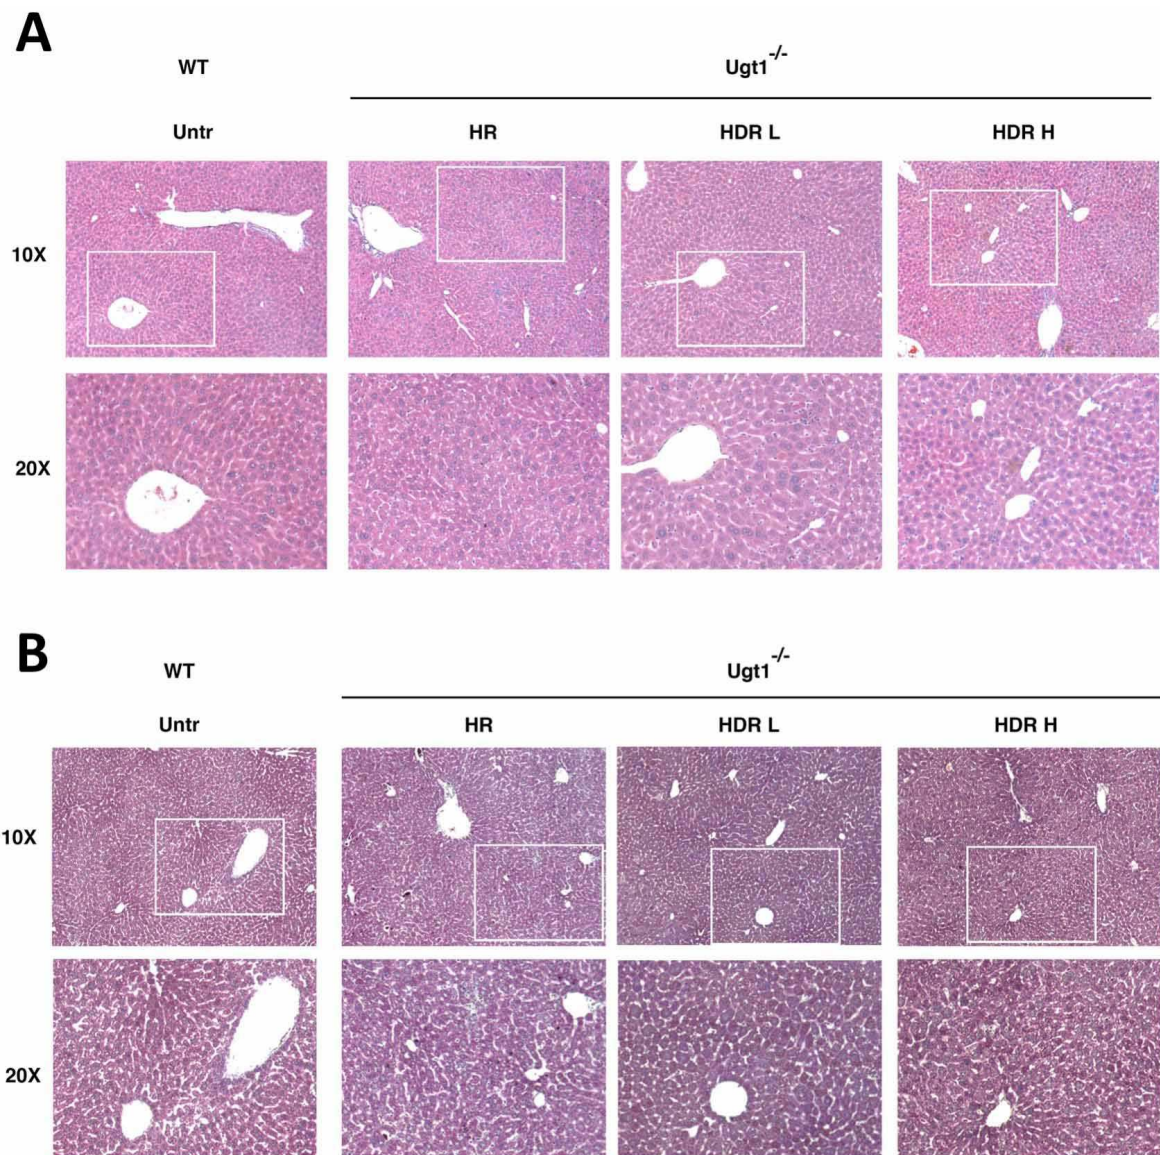 A
WT Ugt1-/-
Untr HR HDR L HDR H
10X
20X
B
WT Ugt1-/-
Untr HR HDR L HDR H
10X
20X